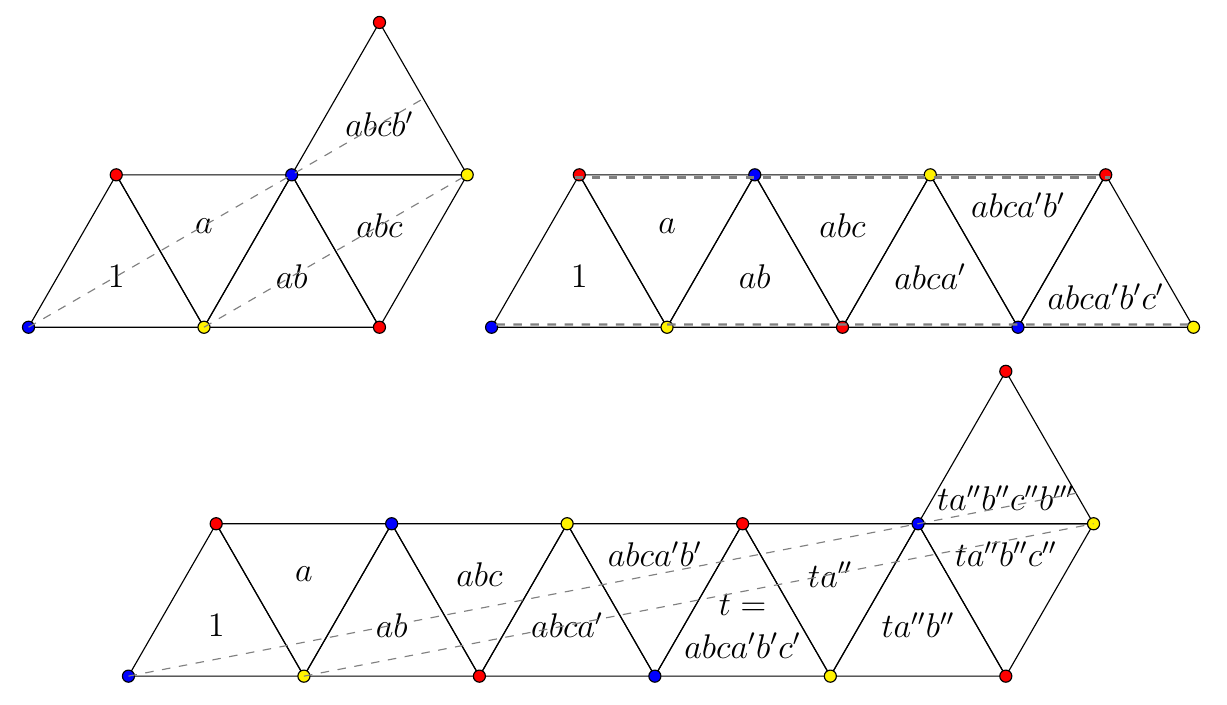 abcb′
a
abc
1
ab
abca′b′
a
abc
1
ab
abca′
abca′b′c′
ta″b″c″b‴
abca′b′
ta″b″c″
a
abc
ta″
t =
1
ab
abca′
ta″b″
abca′b′c′